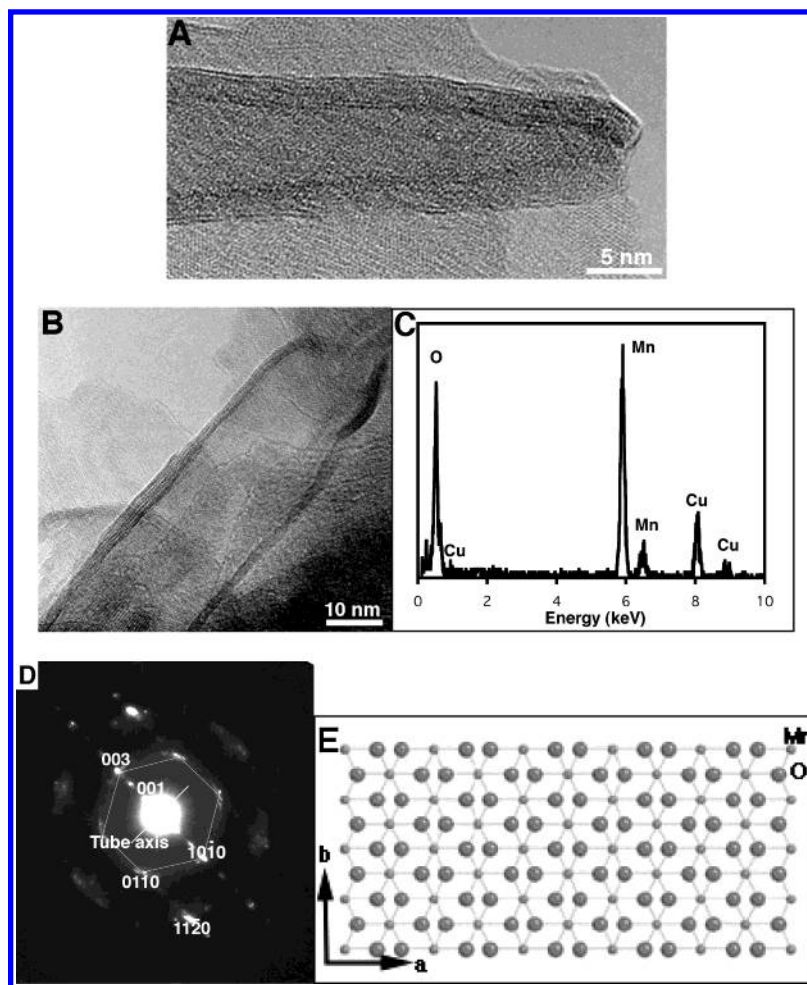 A
5 nm
B
10 nm
C
O
Cu
Mn
Mn
Cu
Cu
0 2 4 6 8 10
Energy (keV)
D
003
001
Tube axis
1010
0110
1120
E
Mn
O
b
a